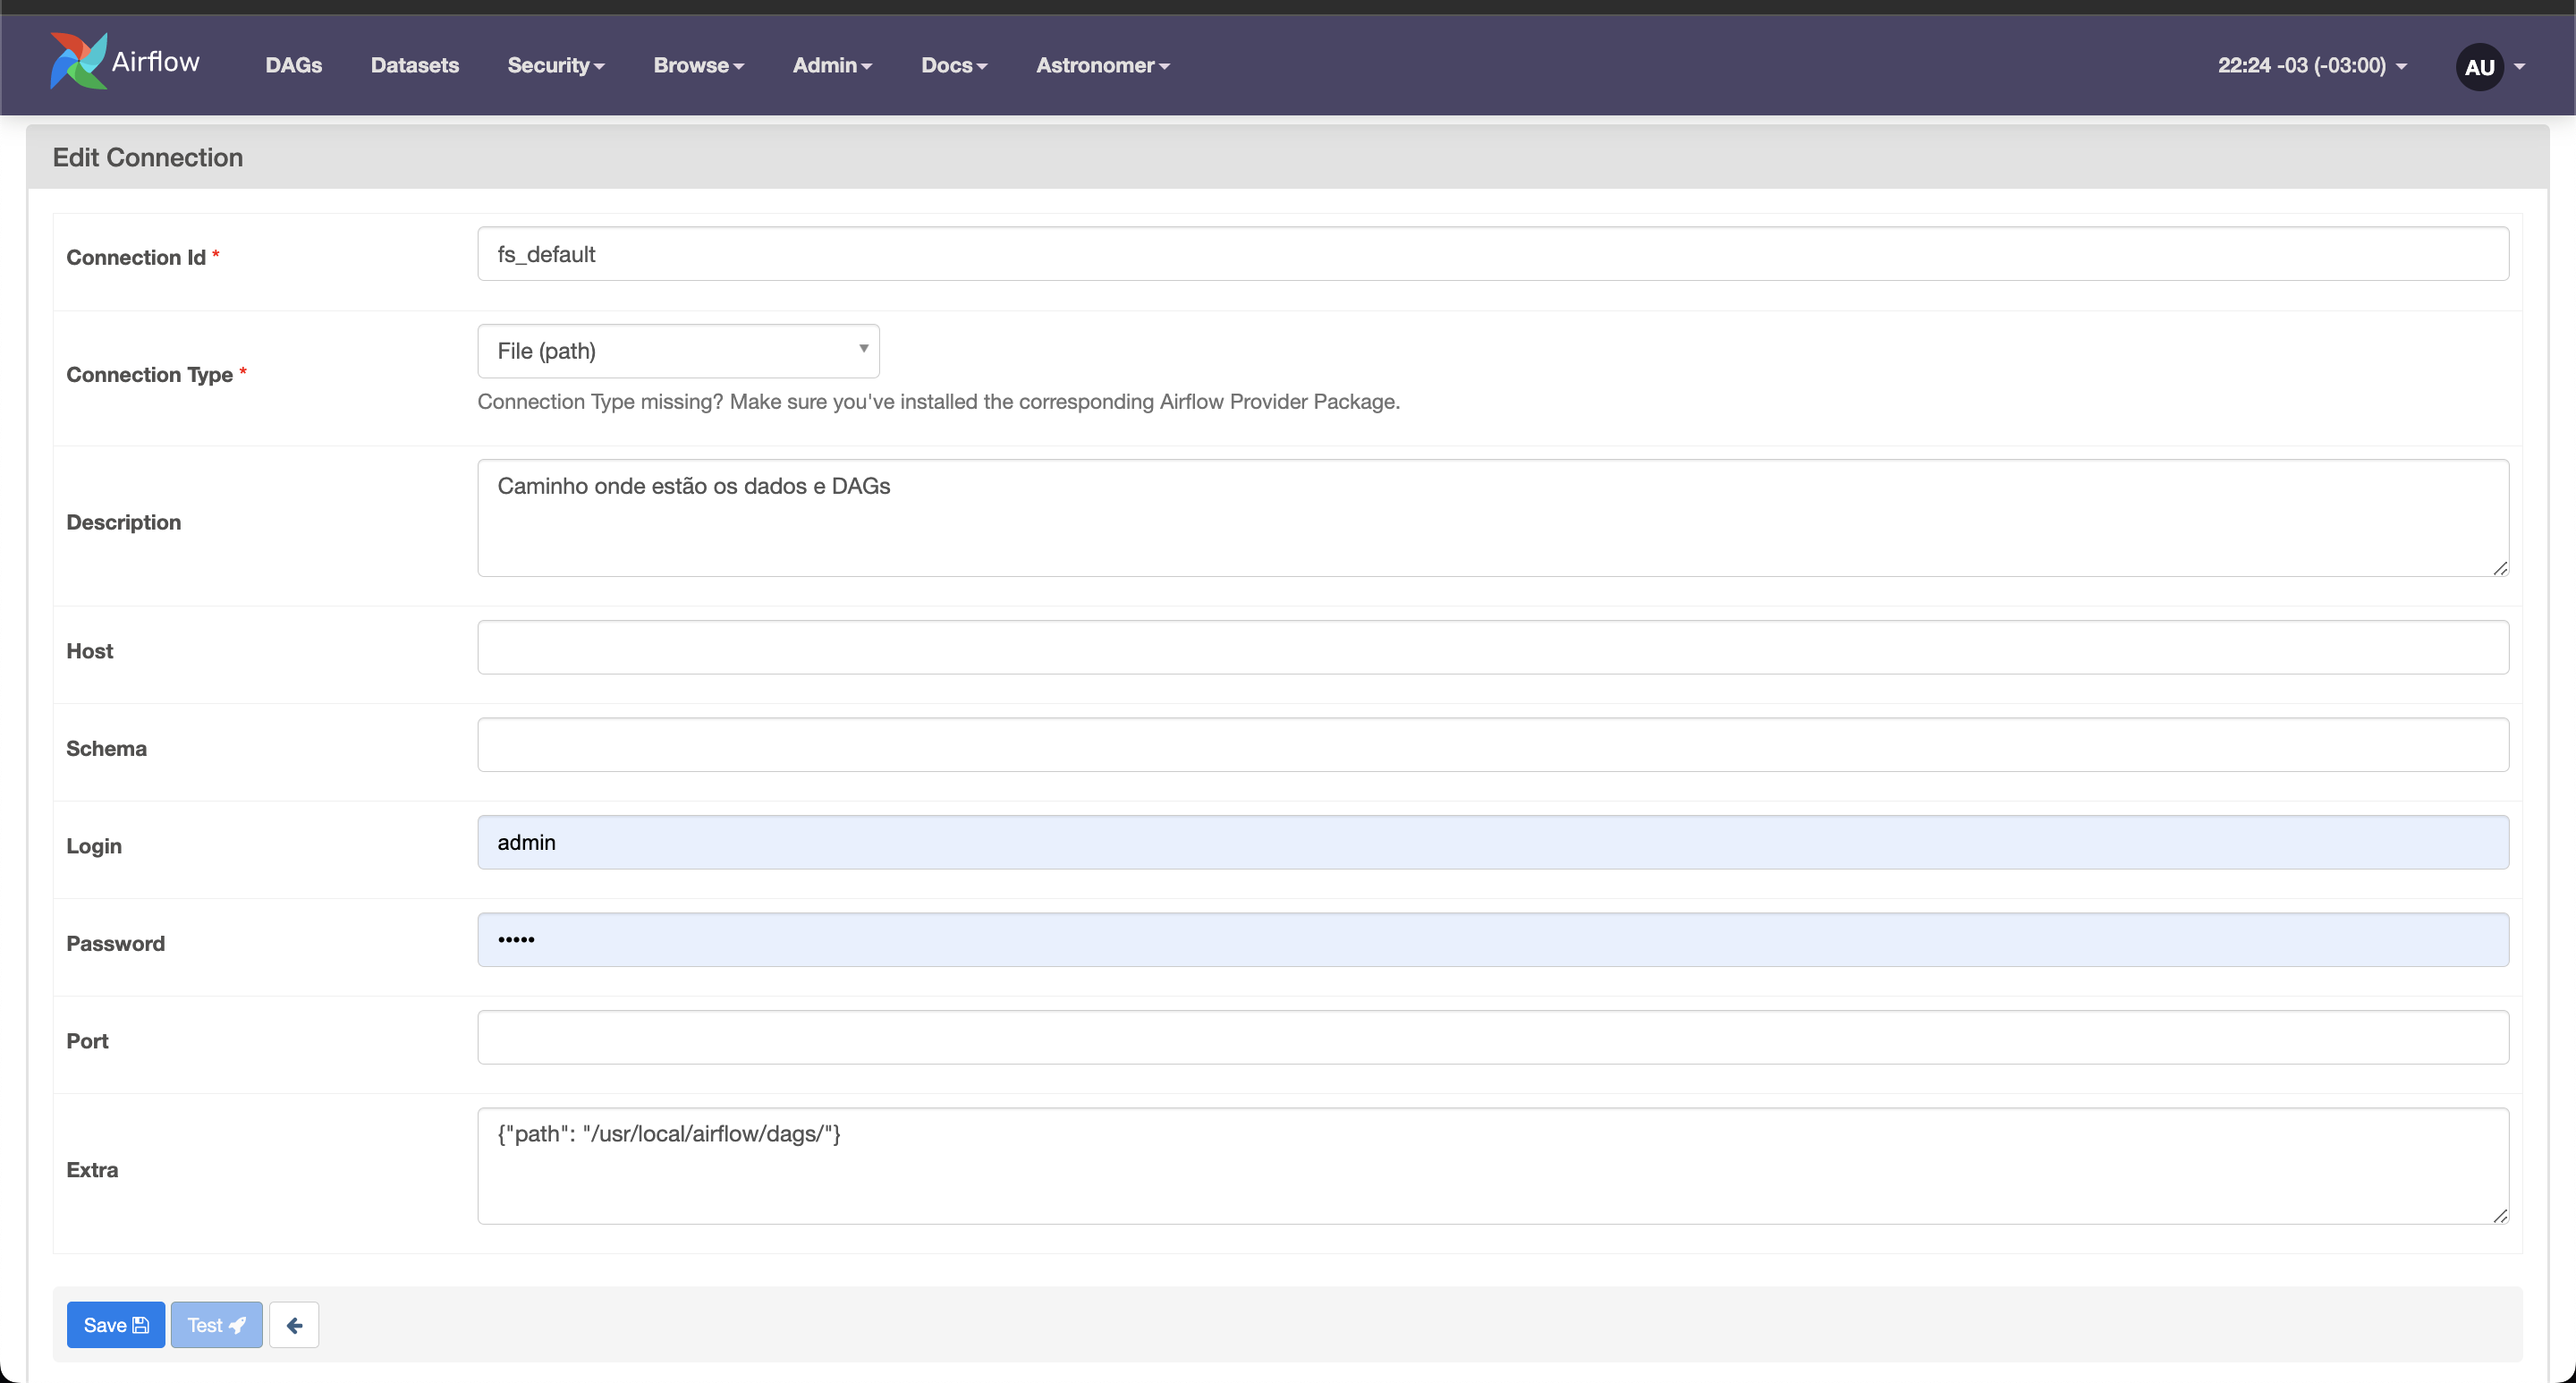 Airflow DAGs Datasets Security Browse Admin Docs Astronomer 22:24 -03 (-03:00) AU
Edit Connection
Connection Id * fs_default
Connection Type * File (path)
Connection Type missing? Make sure you've installed the corresponding Airflow Provider Package.
Description Caminho onde estão os dados e DAGs
Host
Schema
Login admin
Password •••••
Port
Extra {"path": "/usr/local/airflow/dags/"}
Save Test